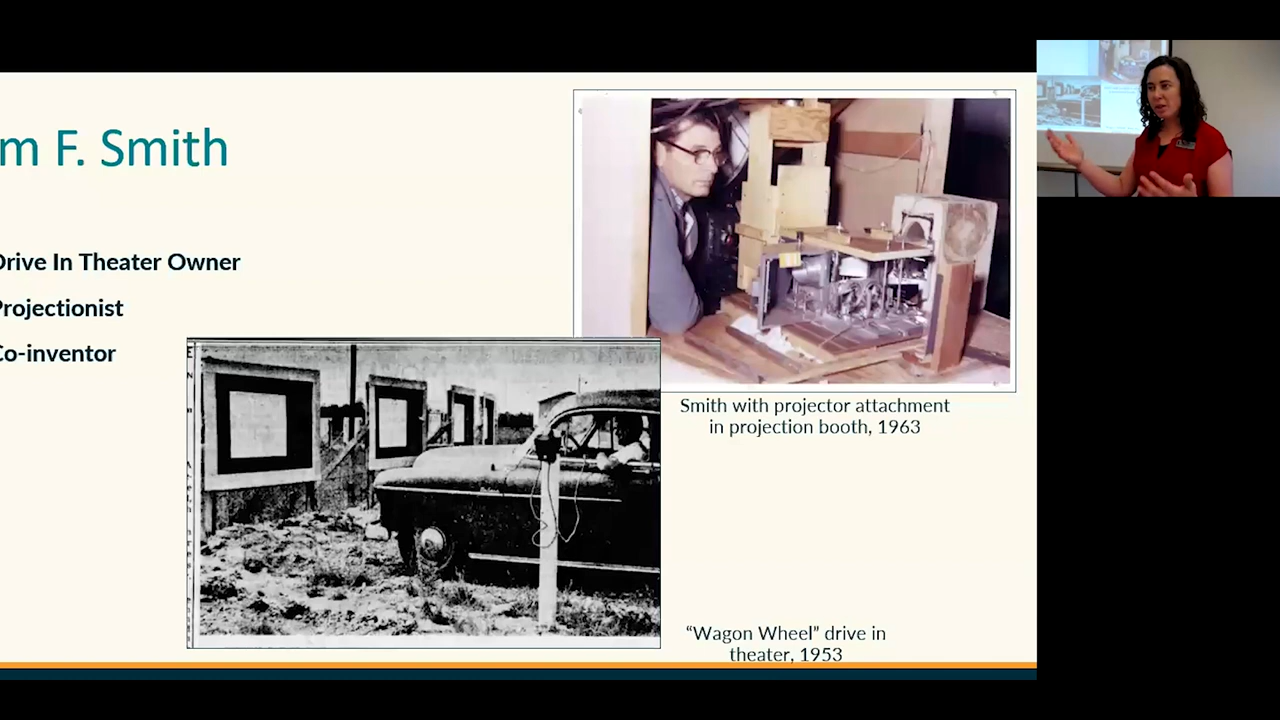 m F. Smith
Drive In Theater Owner
Projectionist
Co-inventor
Smith with projector attachment
in projection booth, 1963
“Wagon Wheel” drive in
theater, 1953